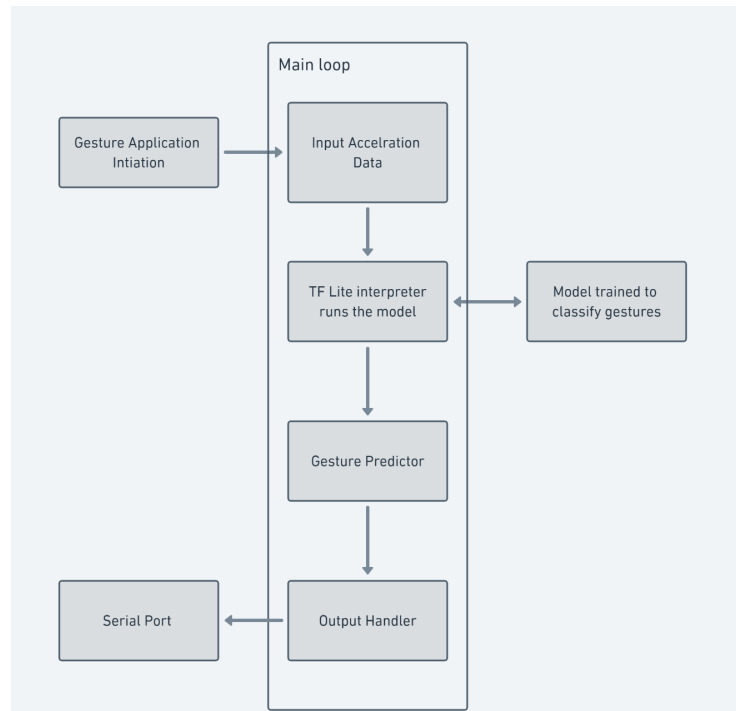 Main loop
Gesture Application
Intiation
Input Accelration
Data
TF Lite interpreter
runs the model
Model trained to
classify gestures
Gesture Predictor
Serial Port
Output Handler